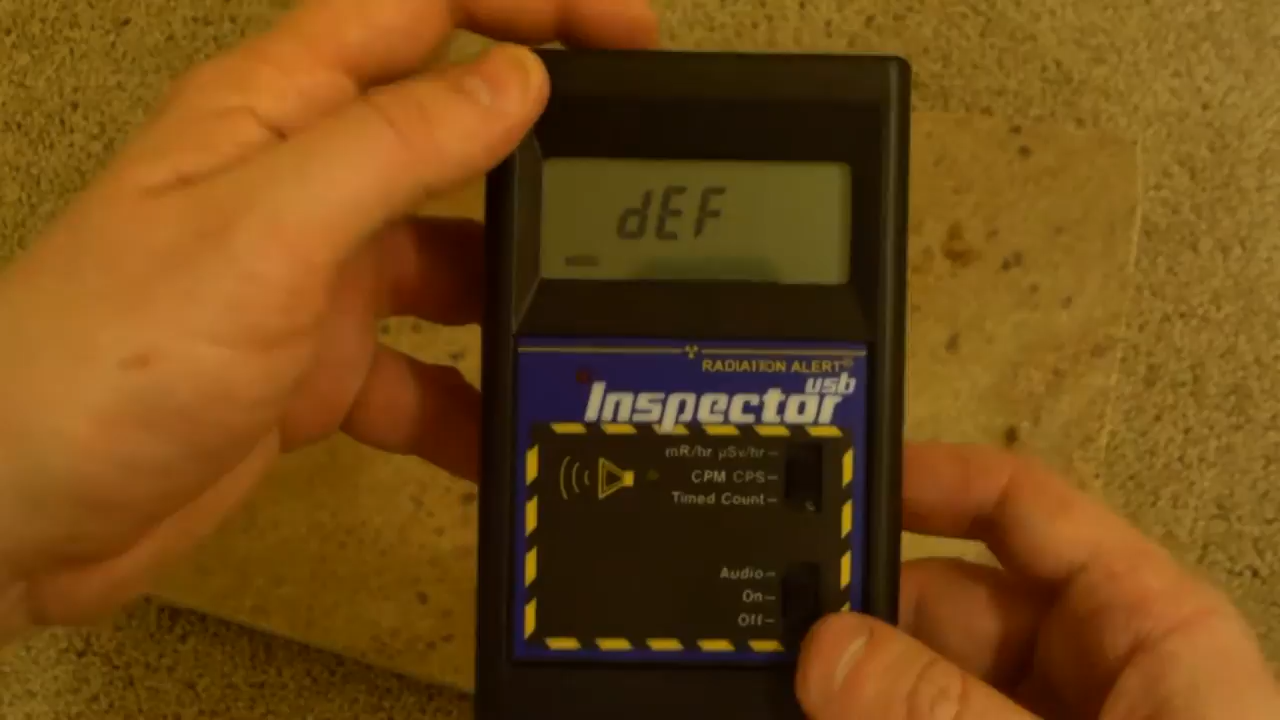 dEF
RADIATION ALERT®
Inspector usb
mR/hr µSv/hr–
CPM CPS–
Timed Count–
Audio–
On–
Off–